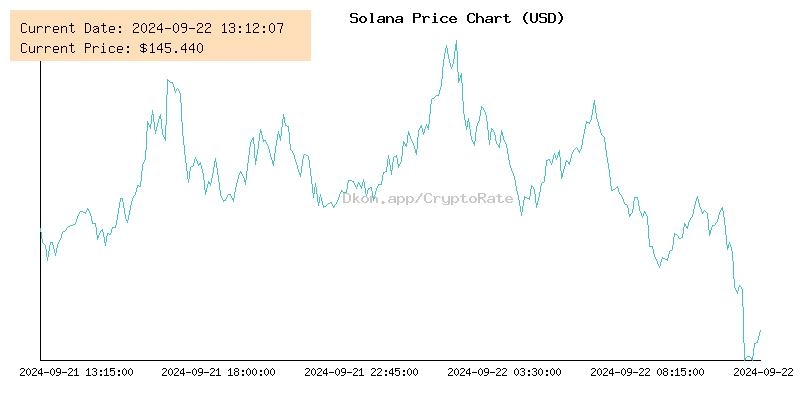 Solana Price Chart (USD)
Current Date: 2024-09-22 13:12:07
Current Price: $145.440
Dkon.app/CryptoRate
2024-09-21 13:15:00 2024-09-21 18:00:00 2024-09-21 22:45:00 2024-09-22 03:30:00 2024-09-22 08:15:00 2024-09-22